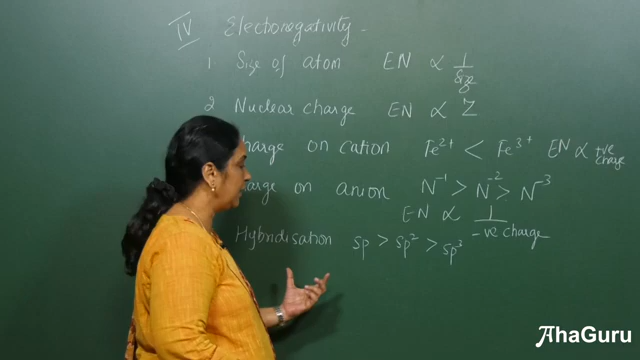 IV Electronegativity -
1. Size of atom EN ∝ 1/Size
2 Nuclear charge EN ∝ Z
Charge on cation Fe²⁺ < Fe³⁺ EN ∝ +ve charge
harge on anion N⁻¹ > N⁻² > N⁻³
EN ∝ 1/-ve charge
Hybridisation sp > sp² > sp³
AhaGuru